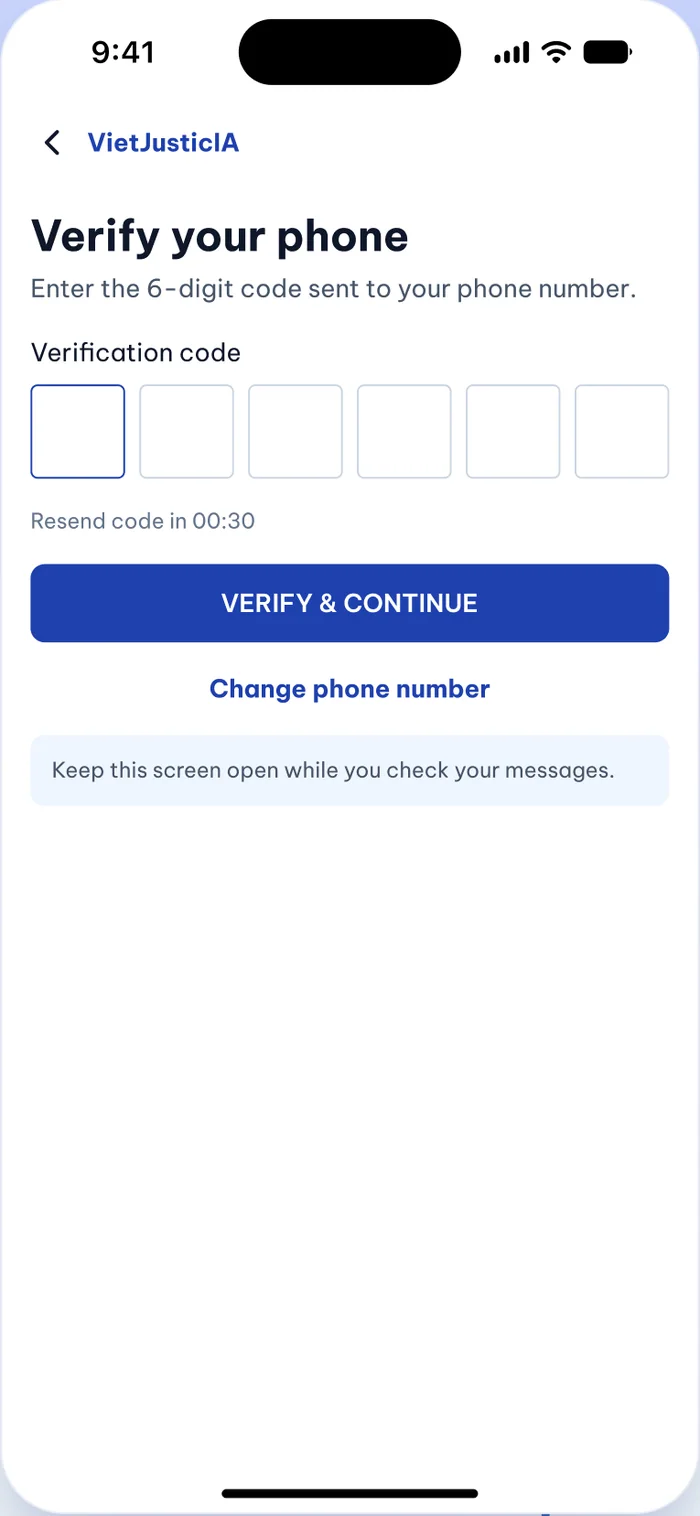 9:41
VietJusticIA
Verify your phone
Enter the 6-digit code sent to your phone number.
Verification code
Resend code in 00:30
VERIFY & CONTINUE
Change phone number
Keep this screen open while you check your messages.